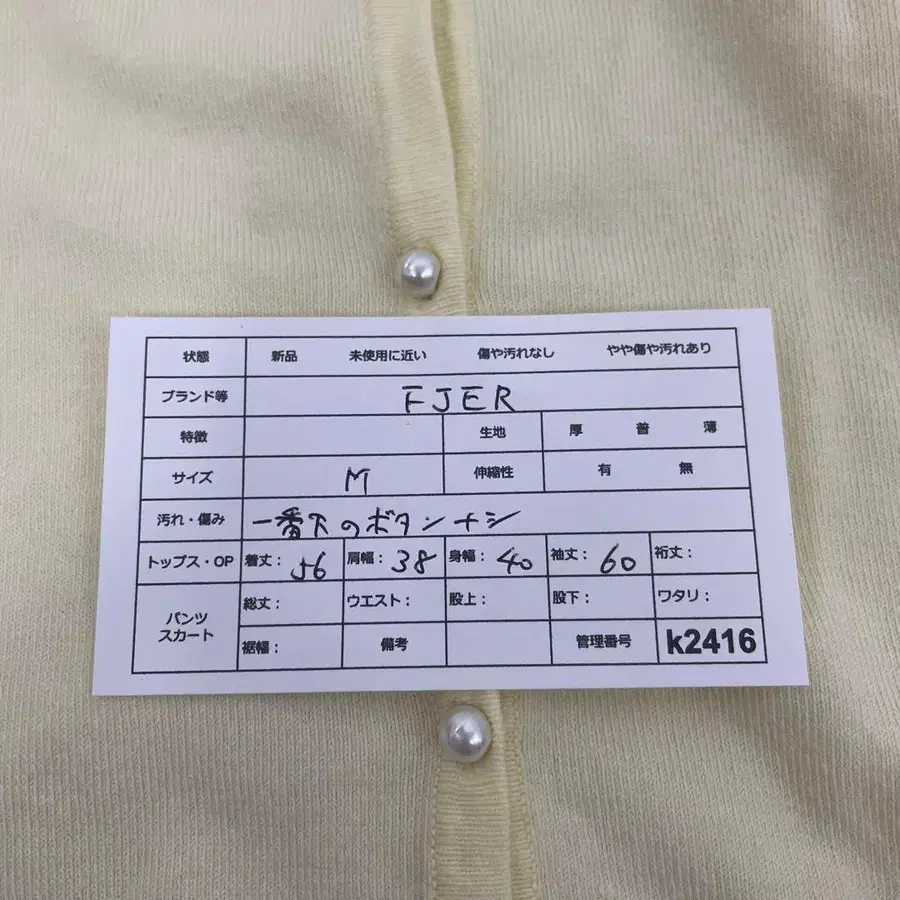 状態 新品 未使用に近い 傷や汚れなし やや傷や汚れあり
ブランド等 FJER
特徴 生地 厚 普 薄
サイズ M 伸縮性 有 無
汚れ・傷み 一番下のボタンナシ
トップス・OP 着丈: 56 肩幅: 38 身幅: 40 袖丈: 60 裄丈:
パンツ スカート 総丈: ウエスト: 股上: 股下: ワタリ:
裾幅: 備考 管理番号 k2416